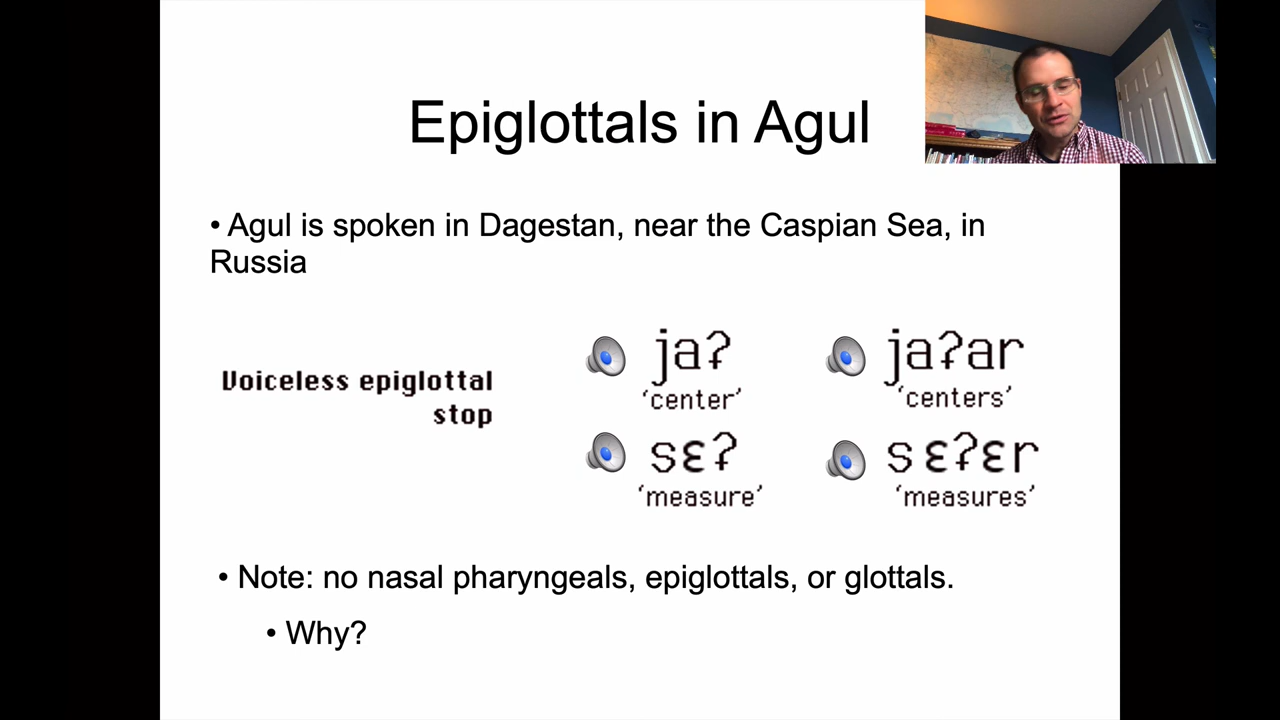 Epiglottals in Agul
• Agul is spoken in Dagestan, near the Caspian Sea, in
Russia
Voiceless epiglottal
stop
jaʡ
‘center’
jaʡar
‘centers’
sɛʡ
‘measure’
sɛʡɛr
‘measures’
• Note: no nasal pharyngeals, epiglottals, or glottals.
• Why?